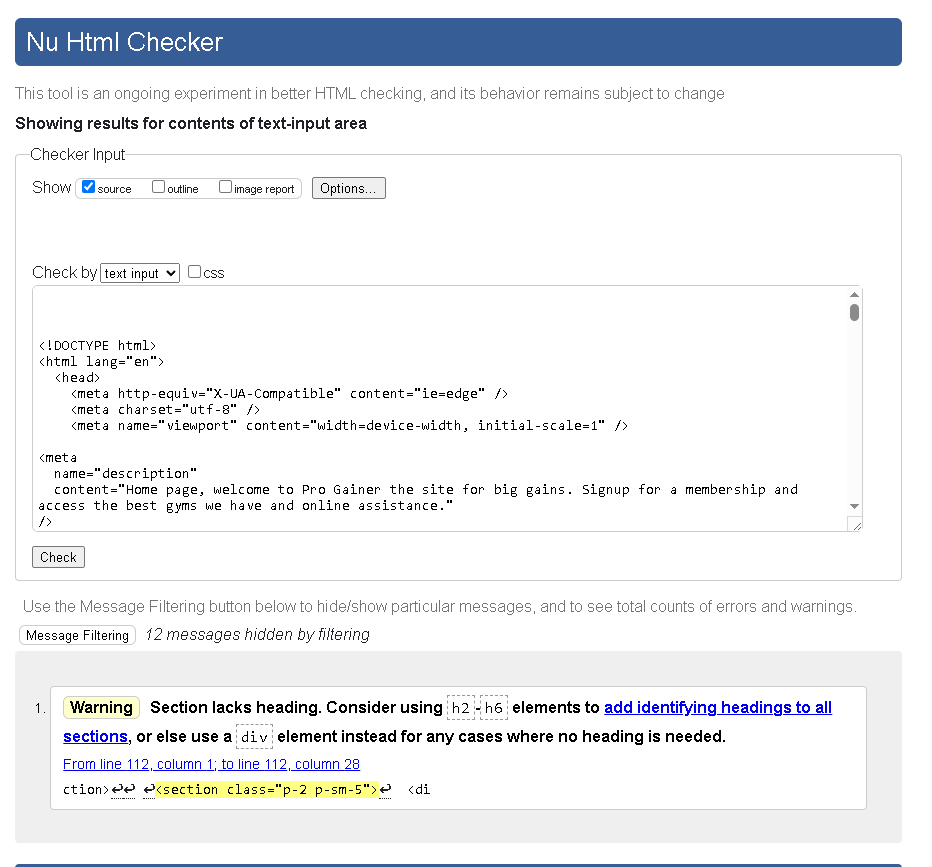 Nu Html Checker
This tool is an ongoing experiment in better HTML checking, and its behavior remains subject to change
Showing results for contents of text-input area
Checker Input
Show source outline image report Options...
Check by text input css
<!DOCTYPE html>
<html lang="en">
<head>
<meta http-equiv="X-UA-Compatible" content="ie=edge" />
<meta charset="utf-8" />
<meta name="viewport" content="width=device-width, initial-scale=1" />
<meta
name="description"
content="Home page, welcome to Pro Gainer the site for big gains. Signup for a membership and
access the best gyms we have and online assistance."
/>
Check
Use the Message Filtering button below to hide/show particular messages, and to see total counts of errors and warnings.
Message Filtering 12 messages hidden by filtering
1. Warning Section lacks heading. Consider using h2-h6 elements to add identifying headings to all
sections, or else use a div element instead for any cases where no heading is needed.
From line 112, column 1; to line 112, column 28
ction>↩↩ ↩<section class="p-2 p-sm-5">↩ <di